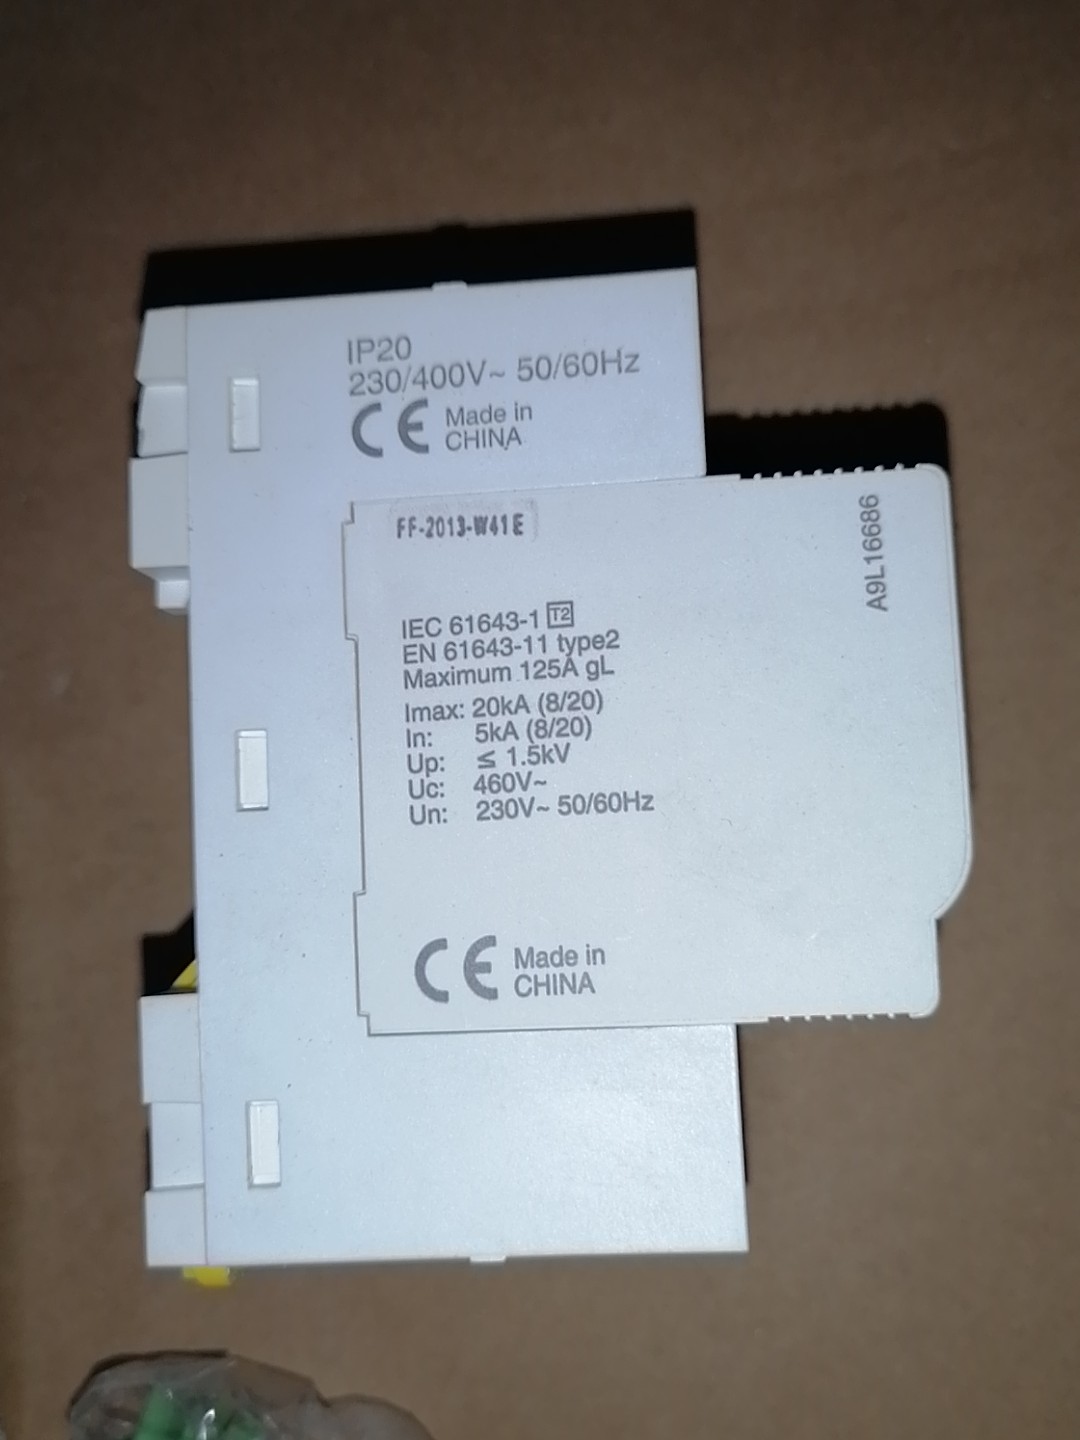 IP20
230/400V~ 50/60Hz
CE Made in
CHINA
FF-2013-W41E
A9L16686
IEC 61643-1 T2
EN 61643-11 type2
Maximum 125A gL
Imax: 20kA (8/20)
In: 5kA (8/20)
Up: ≤ 1.5kV
Uc: 460V~
Un: 230V~ 50/60Hz
CE Made in
CHINA